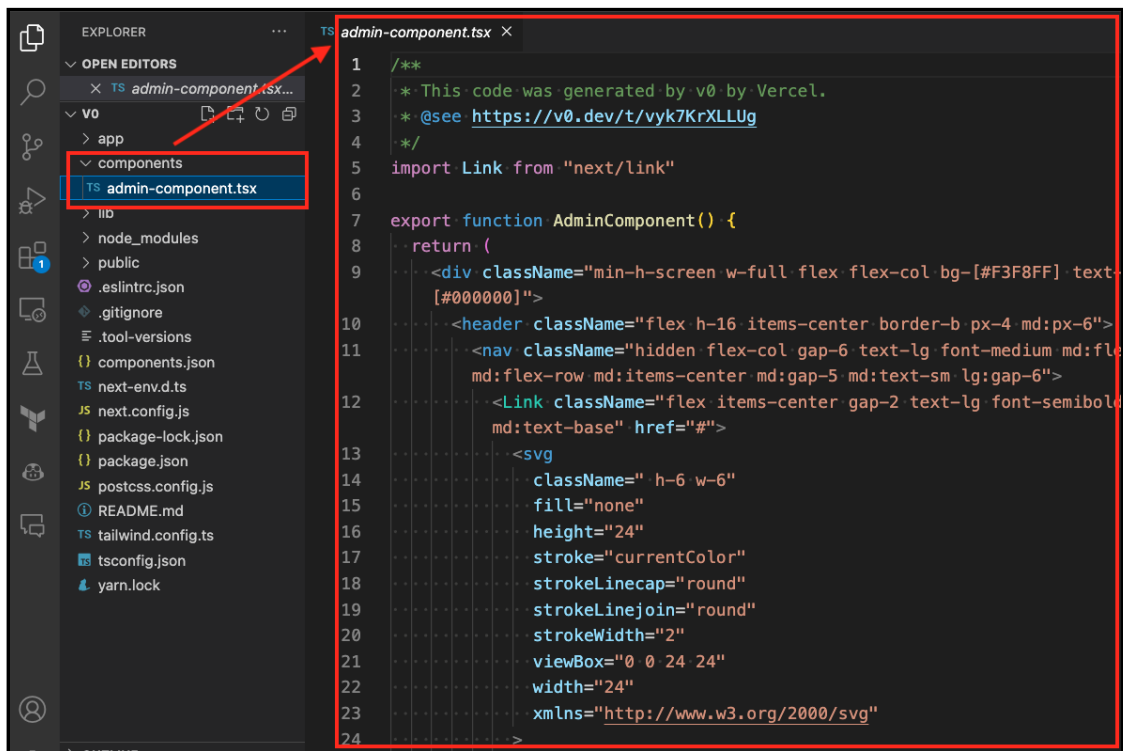 EXPLORER
OPEN EDITORS
TS admin-component.tsx...
V0
app
components
TS admin-component.tsx
lib
node_modules
public
.eslintrc.json
.gitignore
.tool-versions
{} components.json
TS next-env.d.ts
JS next.config.js
{} package-lock.json
{} package.json
JS postcss.config.js
README.md
TS tailwind.config.ts
TS tsconfig.json
yarn.lock
1
TS admin-component.tsx
1 /**
2  * This code was generated by v0 by Vercel.
3  * @see https://v0.dev/t/vyk7KrXLLUg
4  */
5 import Link from "next/link"
6
7 export function AdminComponent() {
8   return (
9     <div className="min-h-screen w-full flex flex-col bg-[#F3F8FF] text-
[#000000]">
10       <header className="flex h-16 items-center border-b px-4 md:px-6">
11         <nav className="hidden flex-col gap-6 text-lg font-medium md:fle
md:flex-row md:items-center md:gap-5 md:text-sm lg:gap-6">
12           <Link className="flex items-center gap-2 text-lg font-semibold
md:text-base" href="#">
13             <svg
14               className=" h-6 w-6"
15               fill="none"
16               height="24"
17               stroke="currentColor"
18               strokeLinecap="round"
19               strokeLinejoin="round"
20               strokeWidth="2"
21               viewBox="0 0 24 24"
22               width="24"
23               xmlns="http://www.w3.org/2000/svg"
24             >